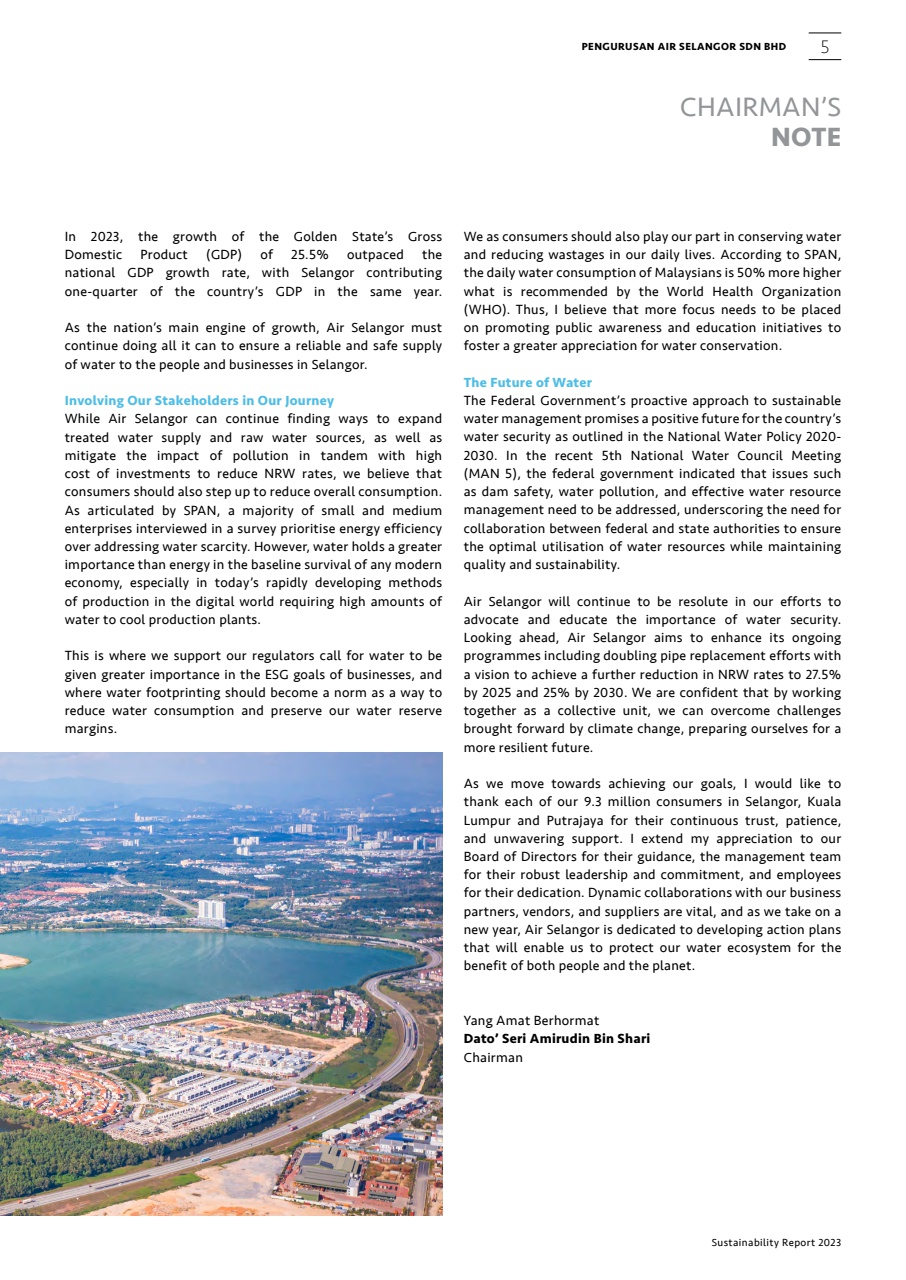 PENGURUSAN AIR SELANGOR SDN BHD
5
CHAIRMAN'S
NOTE
In 2023, the growth of the Golden State's Gross
Domestic Product (GDP) of 25.5% outpaced the
national GDP growth rate, with Selangor contributing
one-quarter of the country's GDP in the same year.
As the nation's main engine of growth, Air Selangor must
continue doing all it can to ensure a reliable and safe supply
of water to the people and businesses in Selangor.
Involving Our Stakeholders in Our Journey
While Air Selangor can continue finding ways to expand
treated water supply and raw water sources, as well as
mitigate the impact of pollution in tandem with high
cost of investments to reduce NRW rates, we believe that
consumers should also step up to reduce overall consumption.
As articulated by SPAN, a majority of small and medium
enterprises interviewed in a survey prioritise energy efficiency
over addressing water scarcity. However, water holds a greater
importance than energy in the baseline survival of any modern
economy, especially in today's rapidly developing methods
of production in the digital world requiring high amounts of
water to cool production plants.
This is where we support our regulators call for water to be
given greater importance in the ESG goals of businesses, and
where water footprinting should become a norm as a way to
reduce water consumption and preserve our water reserve
margins.
We as consumers should also play our part in conserving water
and reducing wastages in our daily lives. According to SPAN,
the daily water consumption of Malaysians is 50% more higher
what is recommended by the World Health Organization
(WHO). Thus, I believe that more focus needs to be placed
on promoting public awareness and education initiatives to
foster a greater appreciation for water conservation.
The Future of Water
The Federal Government's proactive approach to sustainable
water management promises a positive future for the country's
water security as outlined in the National Water Policy 2020-
2030. In the recent 5th National Water Council Meeting
(MAN 5), the federal government indicated that issues such
as dam safety, water pollution, and effective water resource
management need to be addressed, underscoring the need for
collaboration between federal and state authorities to ensure
the optimal utilisation of water resources while maintaining
quality and sustainability.
Air Selangor will continue to be resolute in our efforts to
advocate and educate the importance of water security.
Looking ahead, Air Selangor aims to enhance its ongoing
programmes including doubling pipe replacement efforts with
a vision to achieve a further reduction in NRW rates to 27.5%
by 2025 and 25% by 2030. We are confident that by working
together as a collective unit, we can overcome challenges
brought forward by climate change, preparing ourselves for a
more resilient future.
As we move towards achieving our goals, I would like to
thank each of our 9.3 million consumers in Selangor, Kuala
Lumpur and Putrajaya for their continuous trust, patience,
and unwavering support. I extend my appreciation to our
Board of Directors for their guidance, the management team
for their robust leadership and commitment, and employees
for their dedication. Dynamic collaborations with our business
partners, vendors, and suppliers are vital, and as we take on a
new year, Air Selangor is dedicated to developing action plans
that will enable us to protect our water ecosystem for the
benefit of both people and the planet.
Yang Amat Berhormat
Dato' Seri Amirudin Bin Shari
Chairman
Sustainability Report 2023